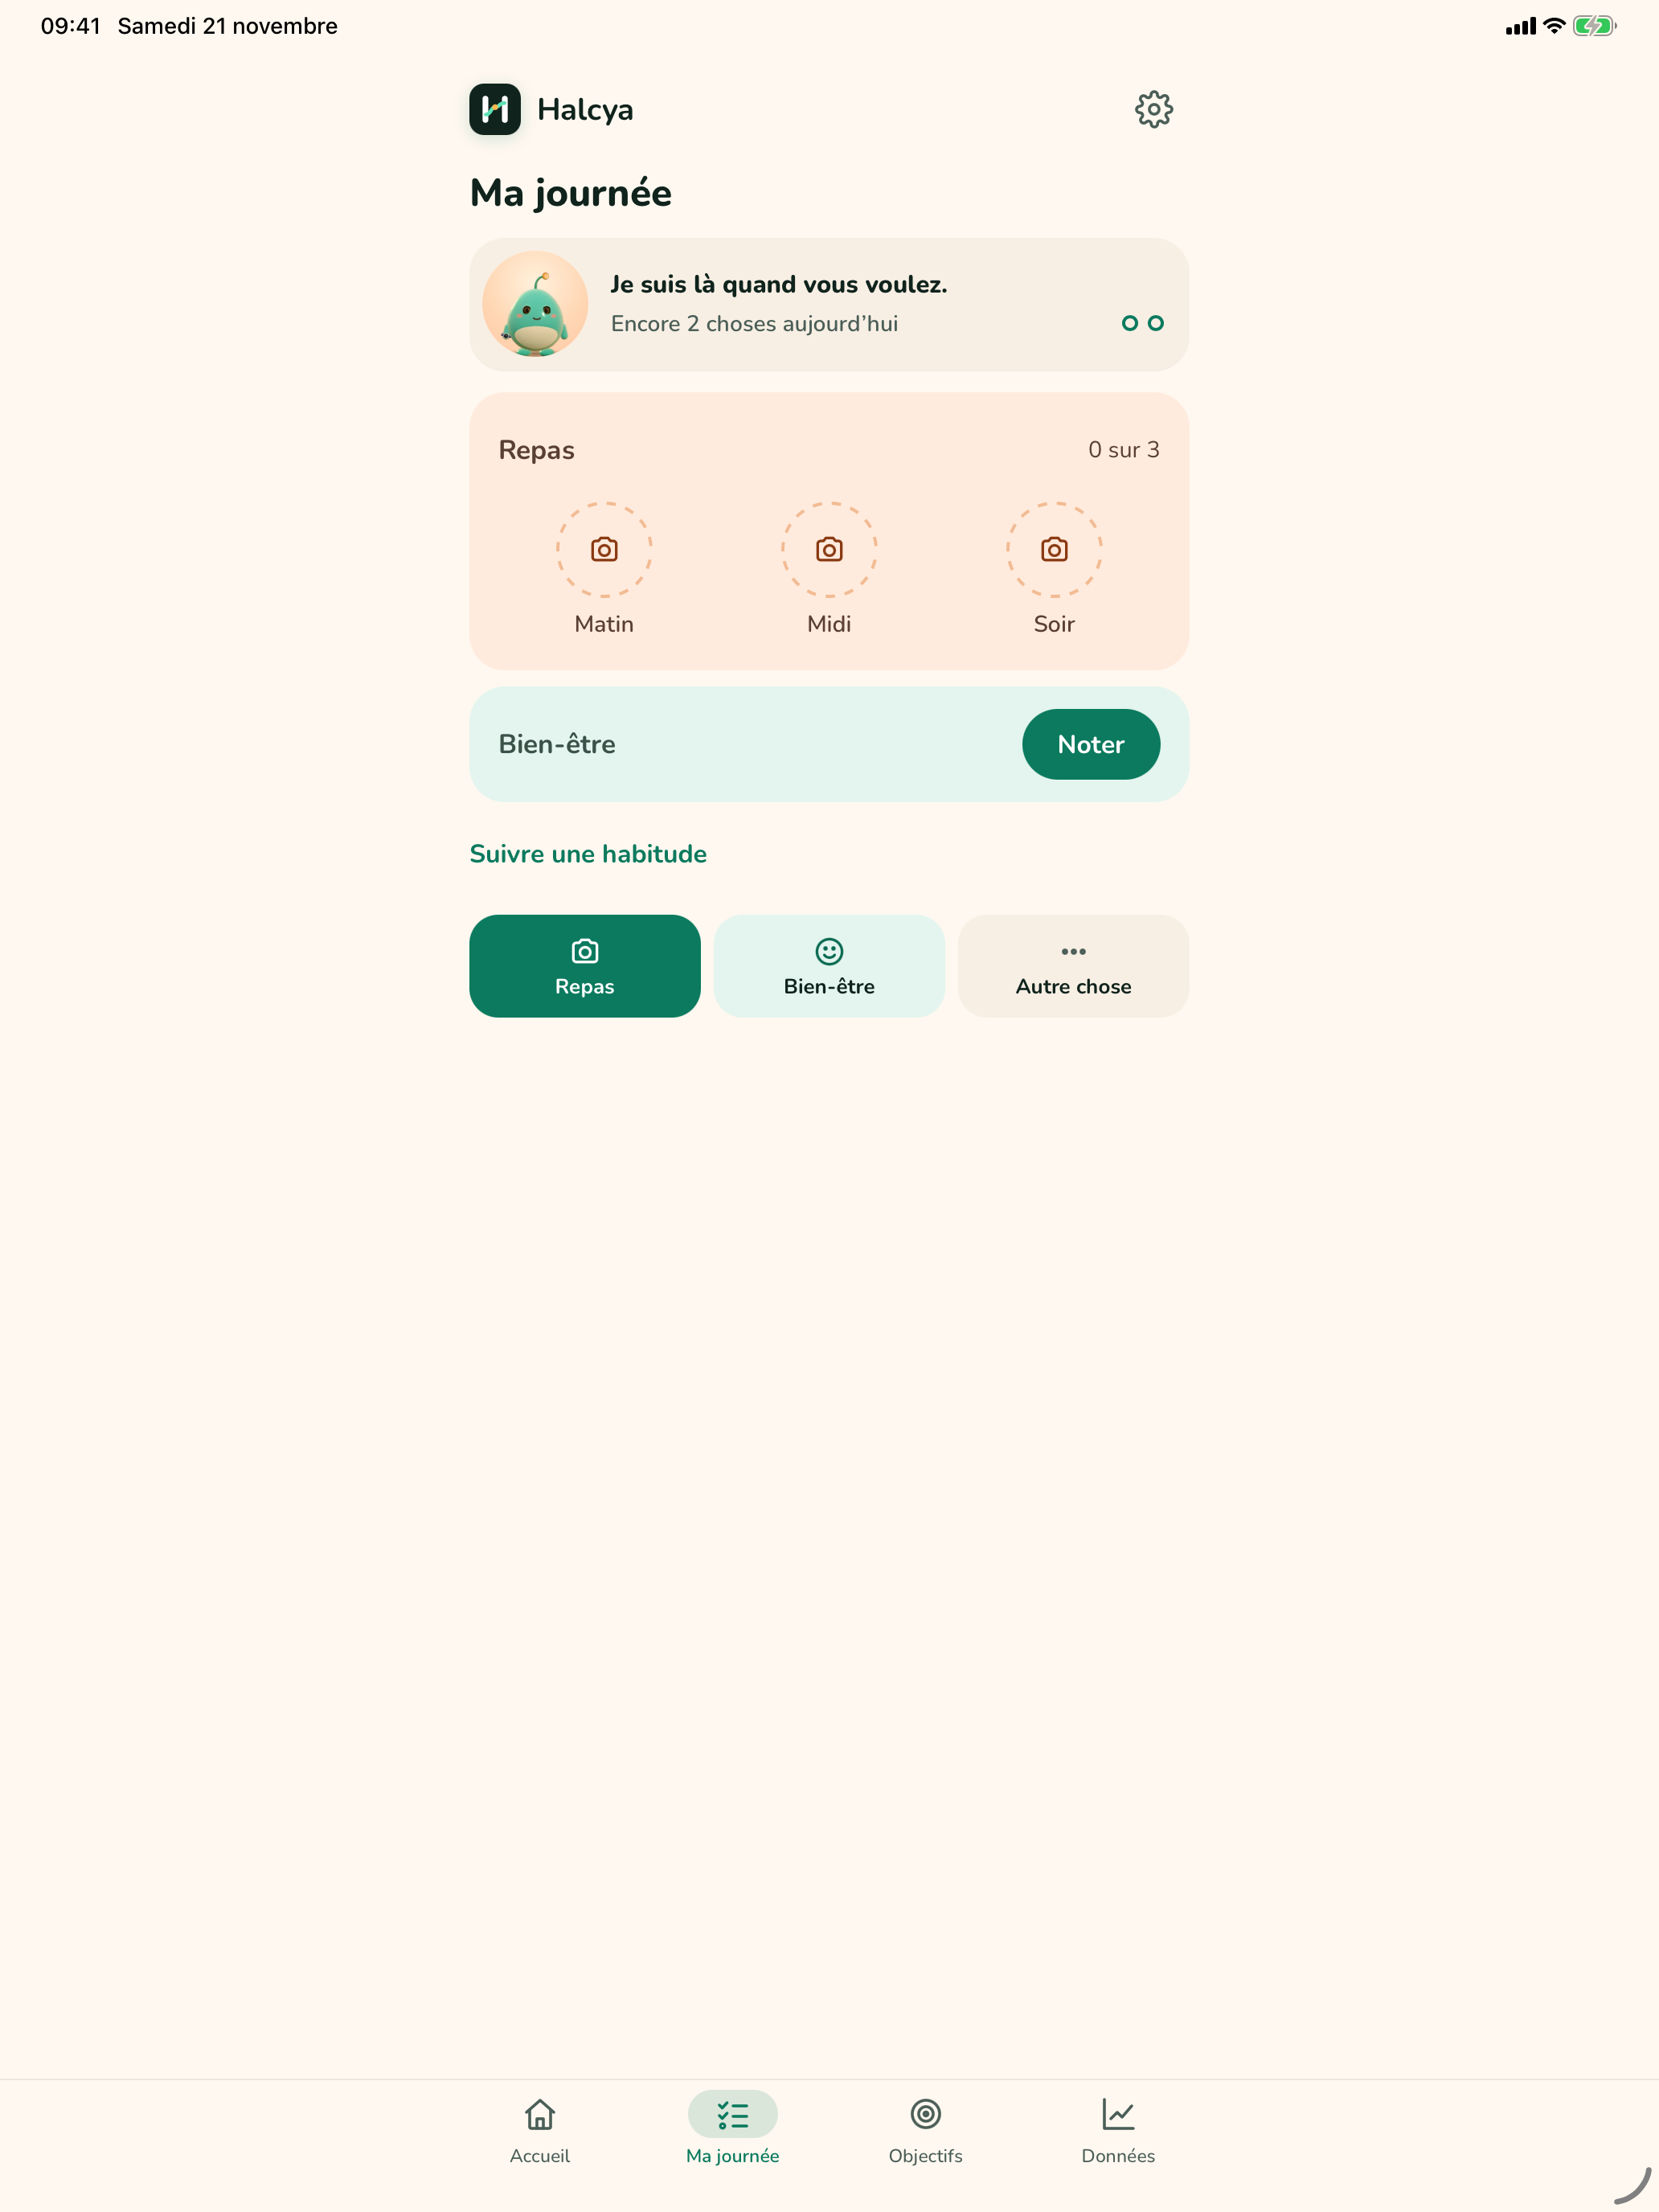 09:41 Samedi 21 novembre
Halcya
Ma journée
Je suis là quand vous voulez.
Encore 2 choses aujourd’hui
Repas 0 sur 3
Matin Midi Soir
Bien-être Noter
Suivre une habitude
Repas Bien-être Autre chose
Accueil Ma journée Objectifs Données